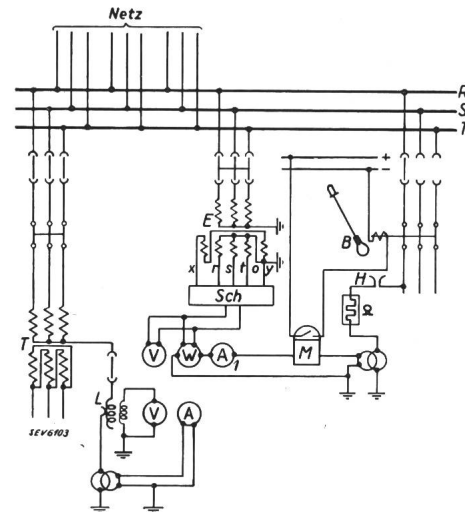 Netz
R
S
T
+
−
E
B
x r s t o y
H
Sch
Ω
V W A 1 M
T
L V A
SEV6103